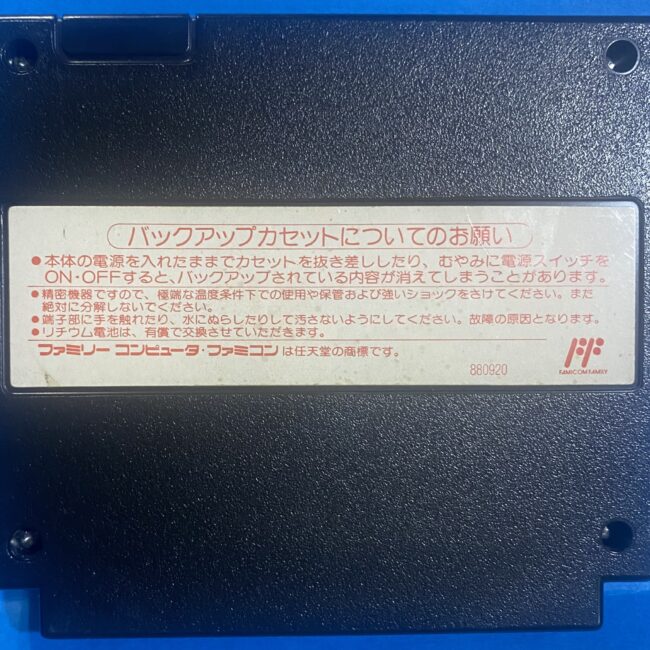 バックアップカセットについてのお願い
●本体の電源を入れたままでカセットを抜き差ししたり、むやみに電源スイッチを
ON・OFFすると、バックアップされている内容が消えてしまうことがあります。
●精密機器ですので、極端な温度条件下での使用や保管および強いショックをさけてください。また
絶対に分解しないでください。
●端子部に手を触れたり、水にぬらしたりして汚さないようにしてください。故障の原因となります。
●リチウム電池は、有償で交換させていただきます。
ファミリー コンピュータ・ファミコン は任天堂の商標です。
880920
FF
FAMICOM FAMILY